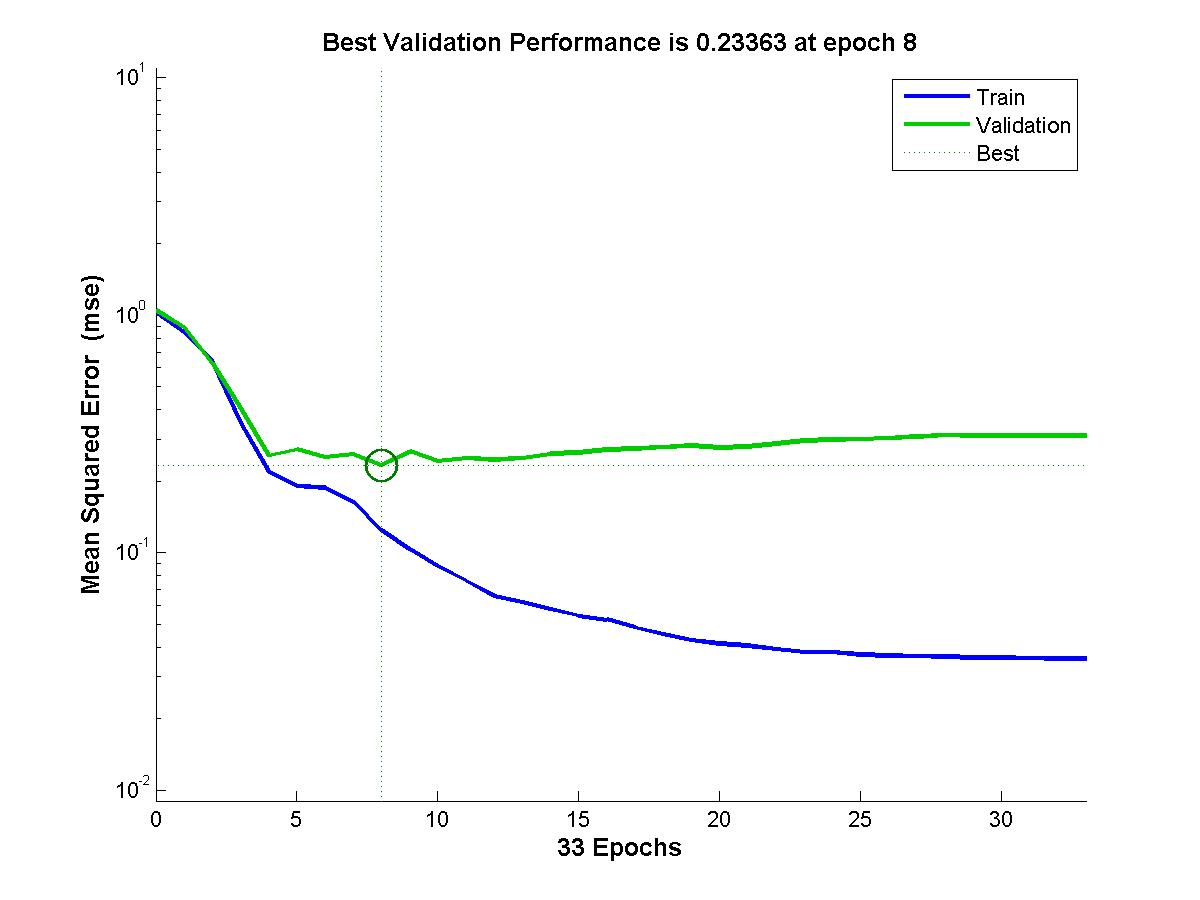 Best Validation Performance is 0.23363 at epoch 8
Train
Validation
Best
Mean Squared Error (mse)
10^1
10^0
10^-1
10^-2
0 5 10 15 20 25 30
33 Epochs